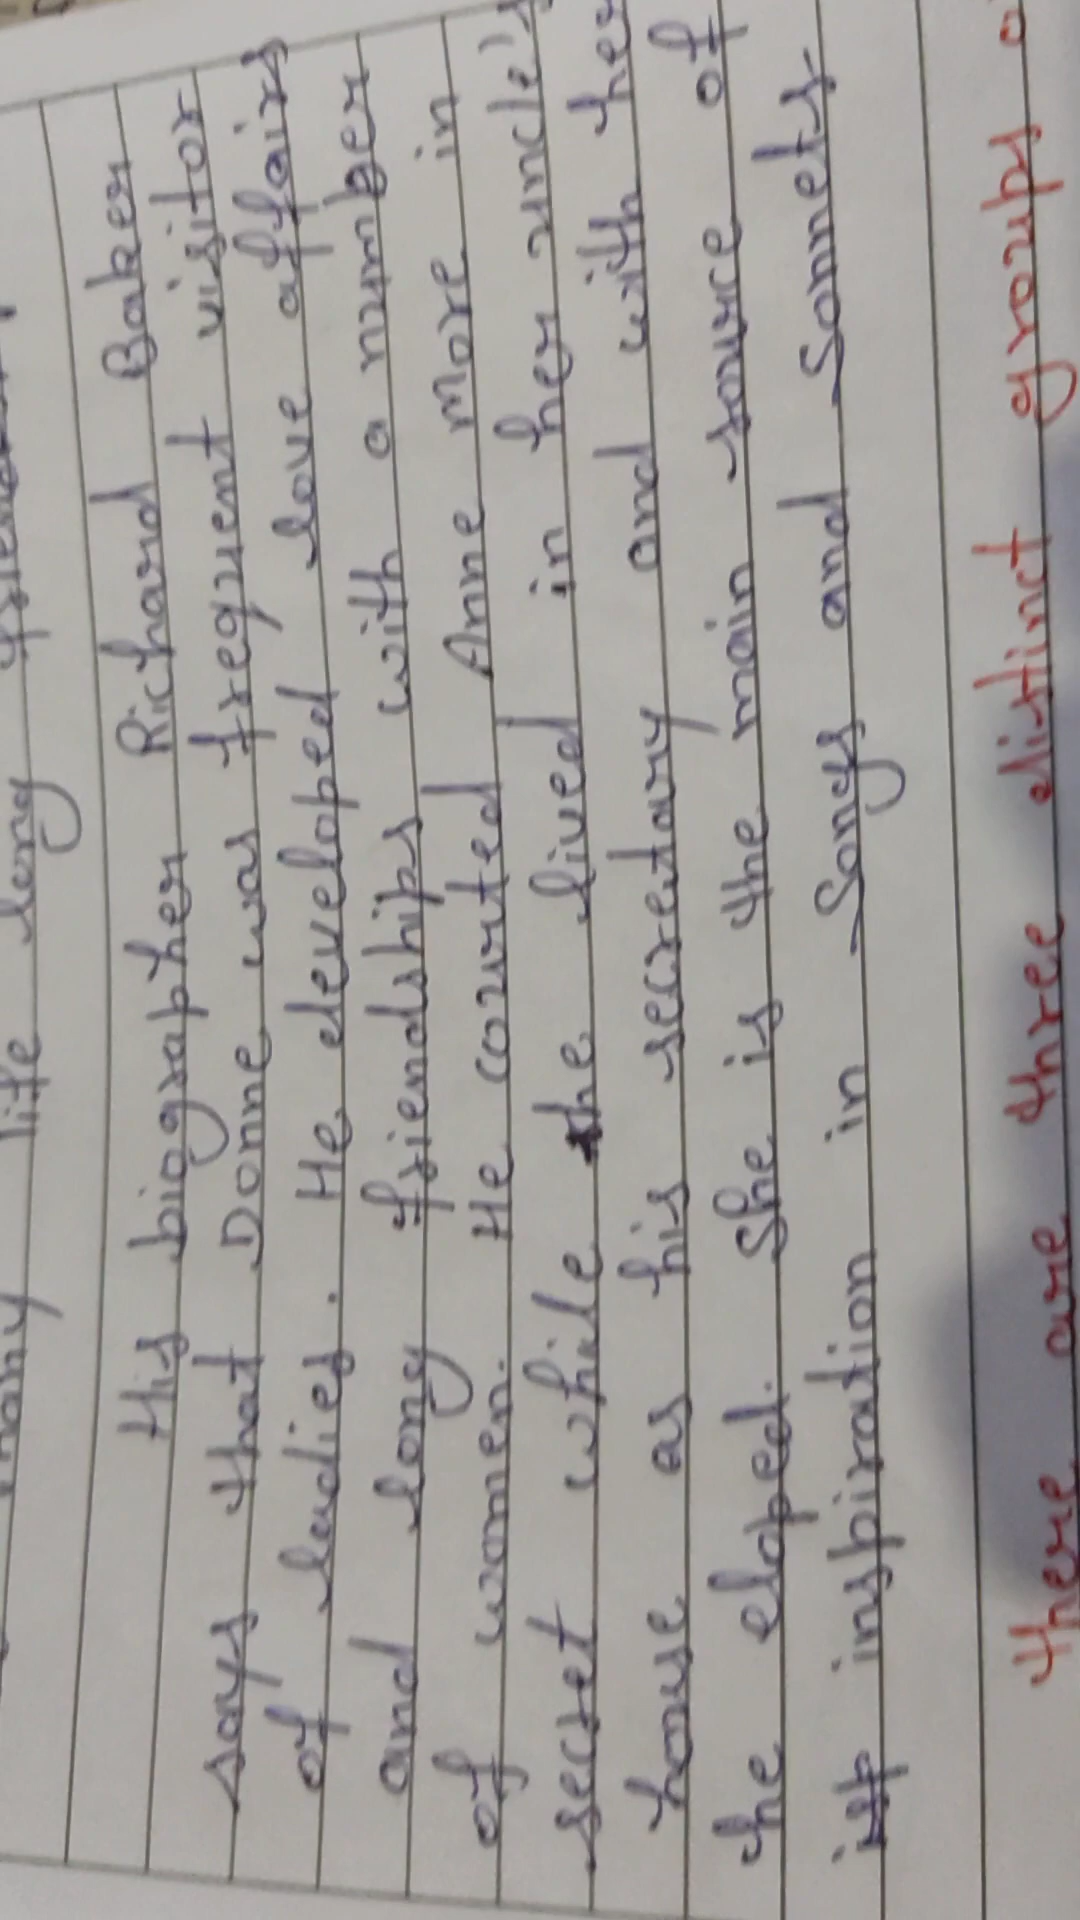 many life long
His biographer Richard Baker
says that Donne was frequent visitor
of ladies. He developed love affairs
and long friendships with a number
of women. He courted Anne More in
secret while he lived in her uncle's
house as his secretary and with her
the eloped. She is the main source of
inspiration in Songs and Sonnets.
there are three distinct groups o